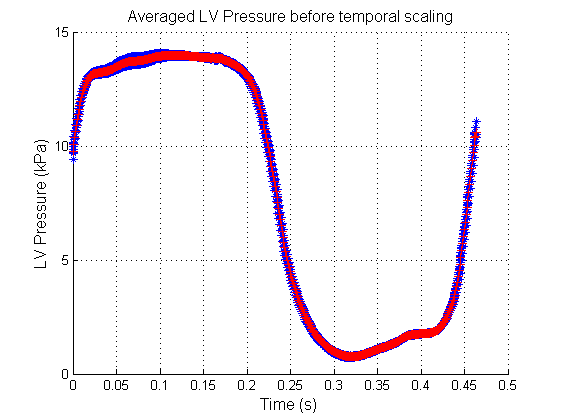 Averaged LV Pressure before temporal scaling
15
10
5
0
LV Pressure (kPa)
0 0.05 0.1 0.15 0.2 0.25 0.3 0.35 0.4 0.45 0.5
Time (s)